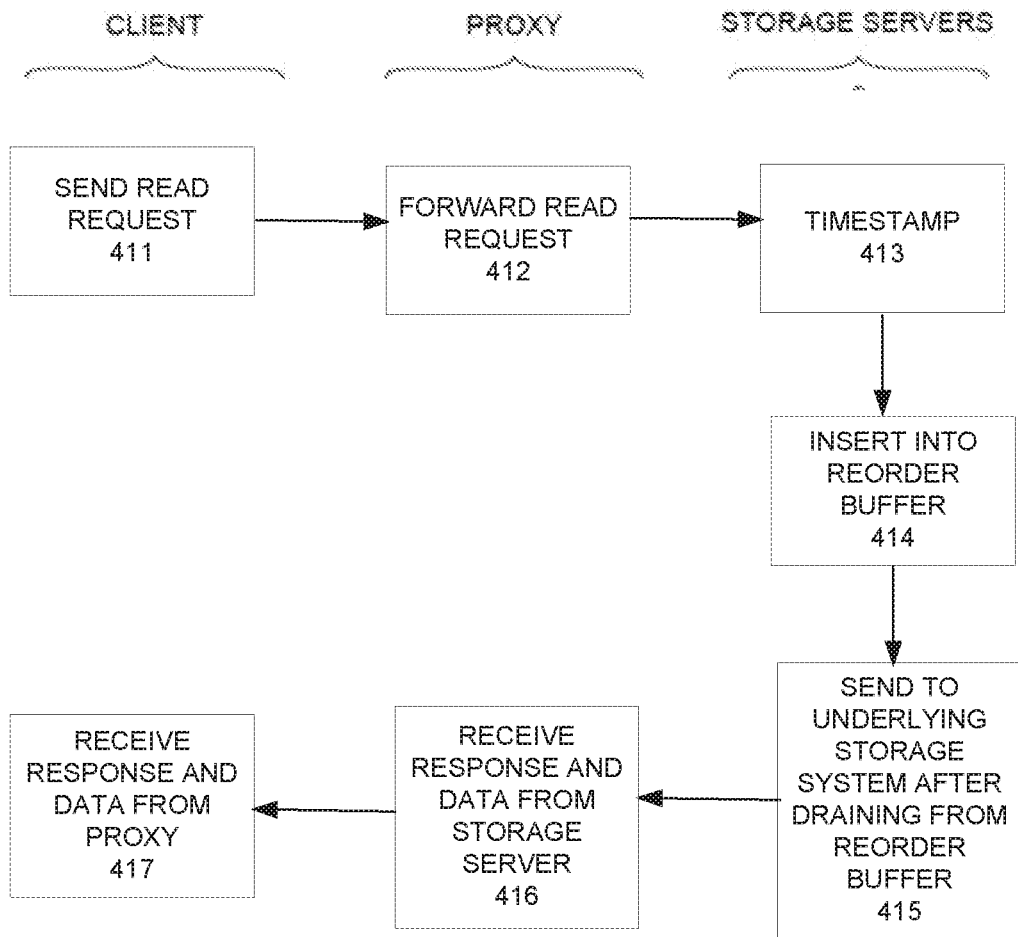 CLIENT
PROXY
STORAGE SERVERS
SEND READ
REQUEST
411
FORWARD READ
REQUEST
412
TIMESTAMP
413
INSERT INTO
REORDER
BUFFER
414
SEND TO
UNDERLYING
STORAGE
SYSTEM AFTER
DRAINING FROM
REORDER
BUFFER
415
RECEIVE
RESPONSE AND
DATA FROM
STORAGE
SERVER
416
RECEIVE
RESPONSE AND
DATA FROM
PROXY
417